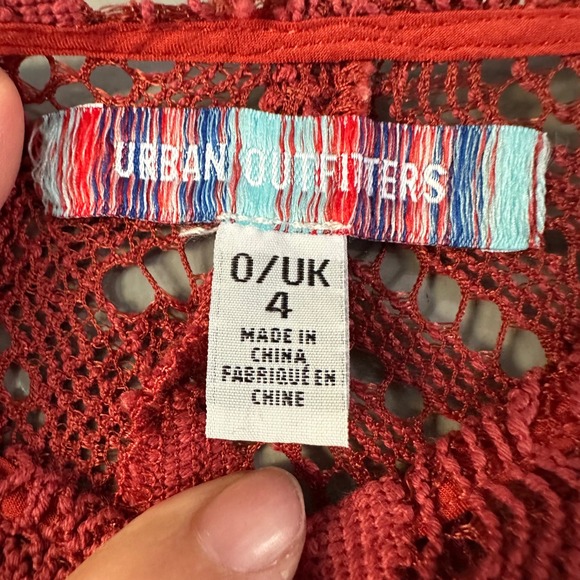 URBAN OUTFITTERS
0/UK
4
MADE IN
CHINA
FABRIQUÉ EN
CHINE